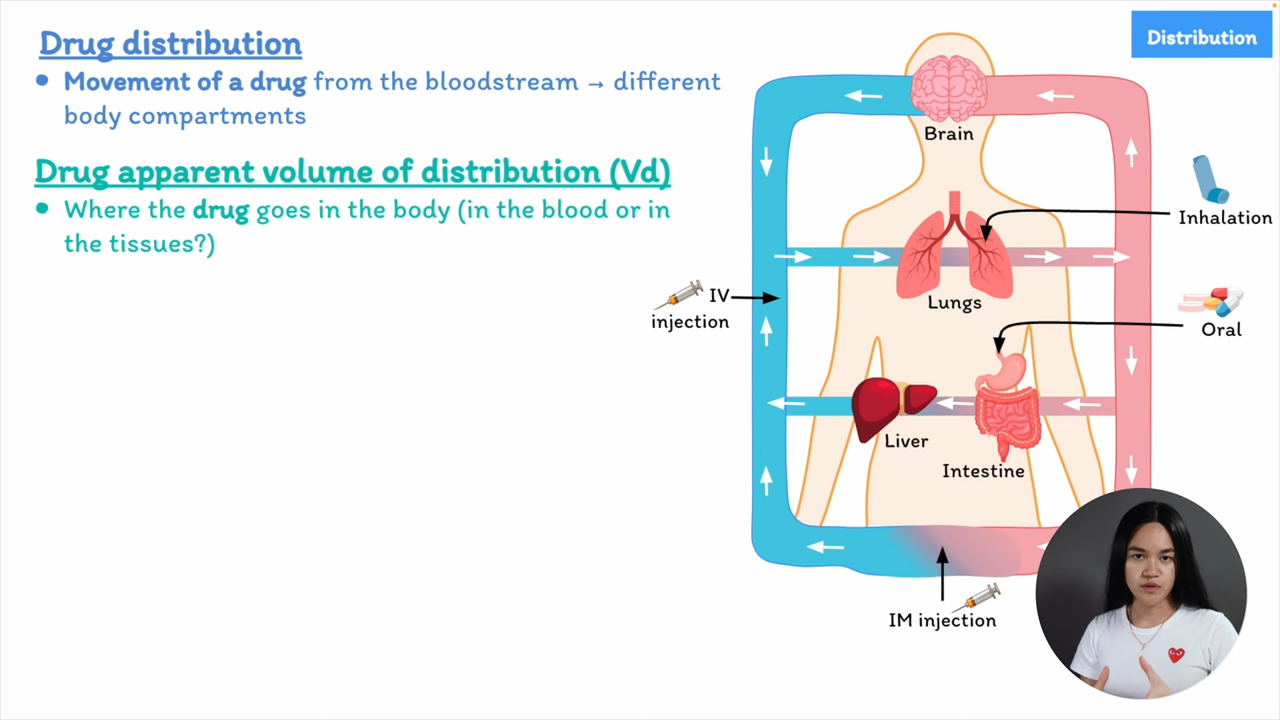 Drug distribution
• Movement of a drug from the bloodstream → different
body compartments
Drug apparent volume of distribution (Vd)
• Where the drug goes in the body (in the blood or in
the tissues?)
Distribution
Brain
Inhalation
Lungs
IV
injection
Oral
Liver
Intestine
IM injection